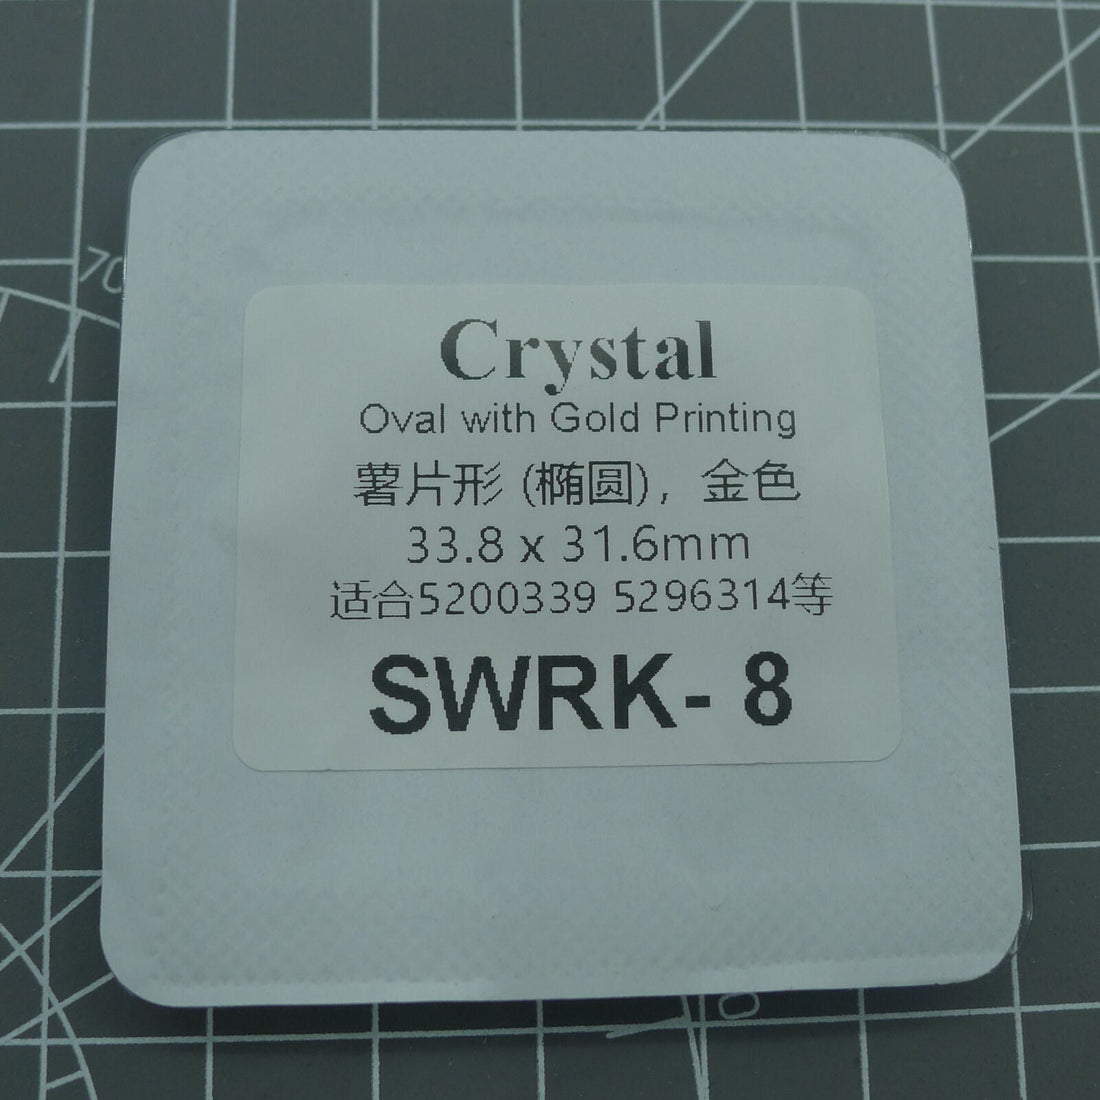 Crystal
Oval with Gold Printing
薯片形 (椭圆)，金色
33.8 x 31.6mm
适合5200339 5296314等
SWRK- 8
70